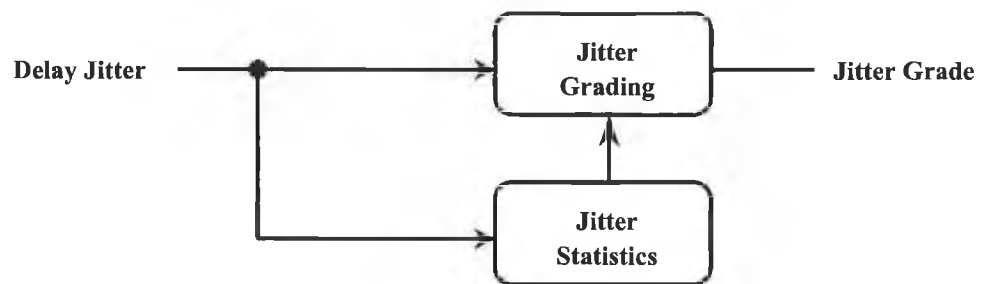 Delay Jitter
Jitter
Grading
Jitter Grade
Jitter
Statistics